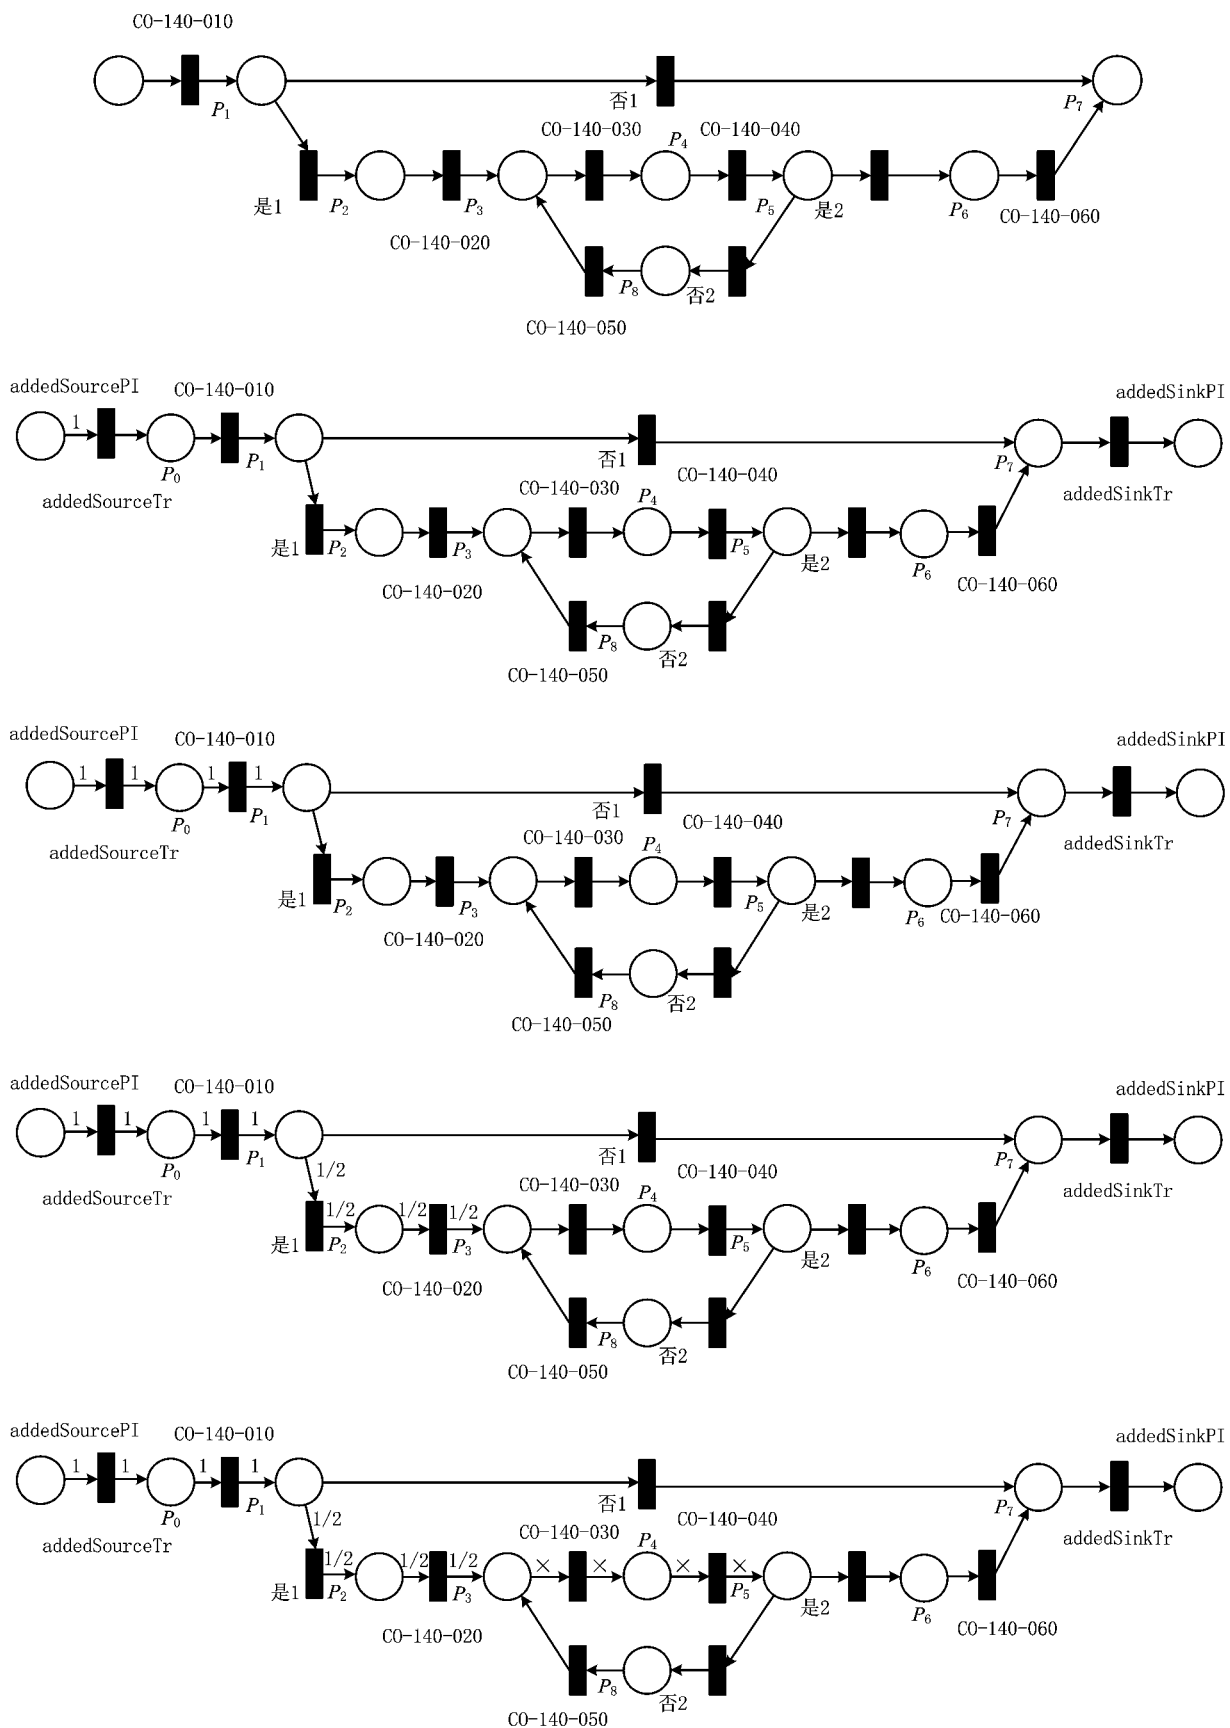 CO-140-010
P1
否1
P7
CO-140-030
P4
CO-140-040
是1
P2
P3
P5
是2
P6
CO-140-060
CO-140-020
P8
否2
CO-140-050
addedSourcePI
CO-140-010
addedSinkPI
1
P0
P1
否1
P7
CO-140-040
addedSourceTr
CO-140-030
P4
addedSinkTr
是1
P2
P3
P5
是2
P6
CO-140-020
CO-140-060
P8
否2
CO-140-050
addedSourcePI
CO-140-010
addedSinkPI
1 1 1 1
P0
P1
否1
P7
CO-140-040
addedSourceTr
CO-140-030
P4
addedSinkTr
是1
P2
P3
P5
是2
P6
CO-140-060
CO-140-020
P8
否2
CO-140-050
addedSourcePI
CO-140-010
addedSinkPI
1 1 1 1
P0
P1
否1
P7
1/2
CO-140-040
addedSourceTr
CO-140-030
P4
addedSinkTr
1/2 1/2 1/2
是1
P2
P3
P5
是2
P6
CO-140-020
CO-140-060
P8
否2
CO-140-050
addedSourcePI
CO-140-010
addedSinkPI
1 1 1 1
P0
P1
否1
P7
1/2
CO-140-040
addedSourceTr
CO-140-030
P4
addedSinkTr
1/2 1/2 1/2 × × × ×
是1
P2
P3
P5
是2
P6
CO-140-020
CO-140-060
P8
否2
CO-140-050